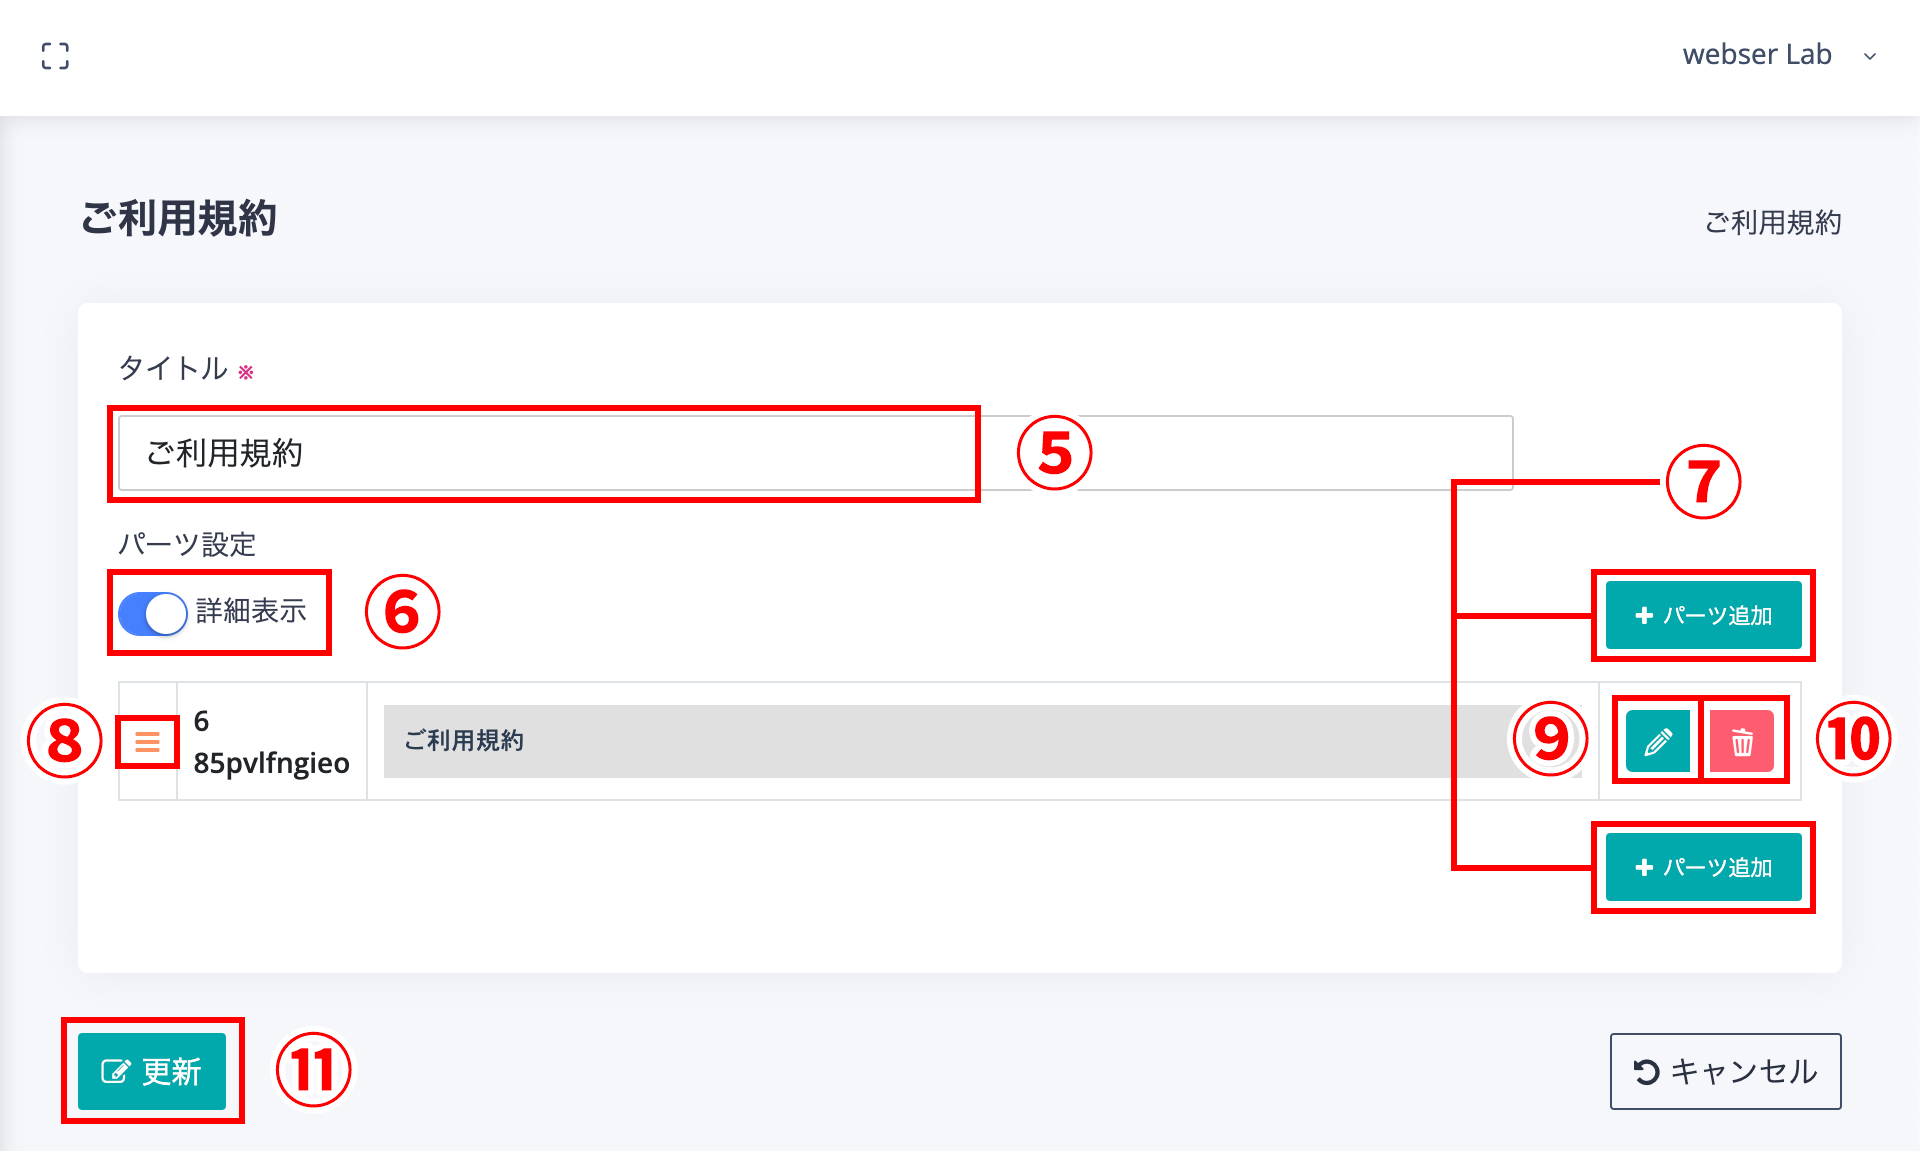 webser Lab
ご利用規約
ご利用規約
タイトル ※
ご利用規約
⑤
⑦
パーツ設定
詳細表示
⑥
パーツ追加
⑧
6
85pvlfngieo
ご利用規約
⑨
⑩
パーツ追加
更新
⑪
キャンセル